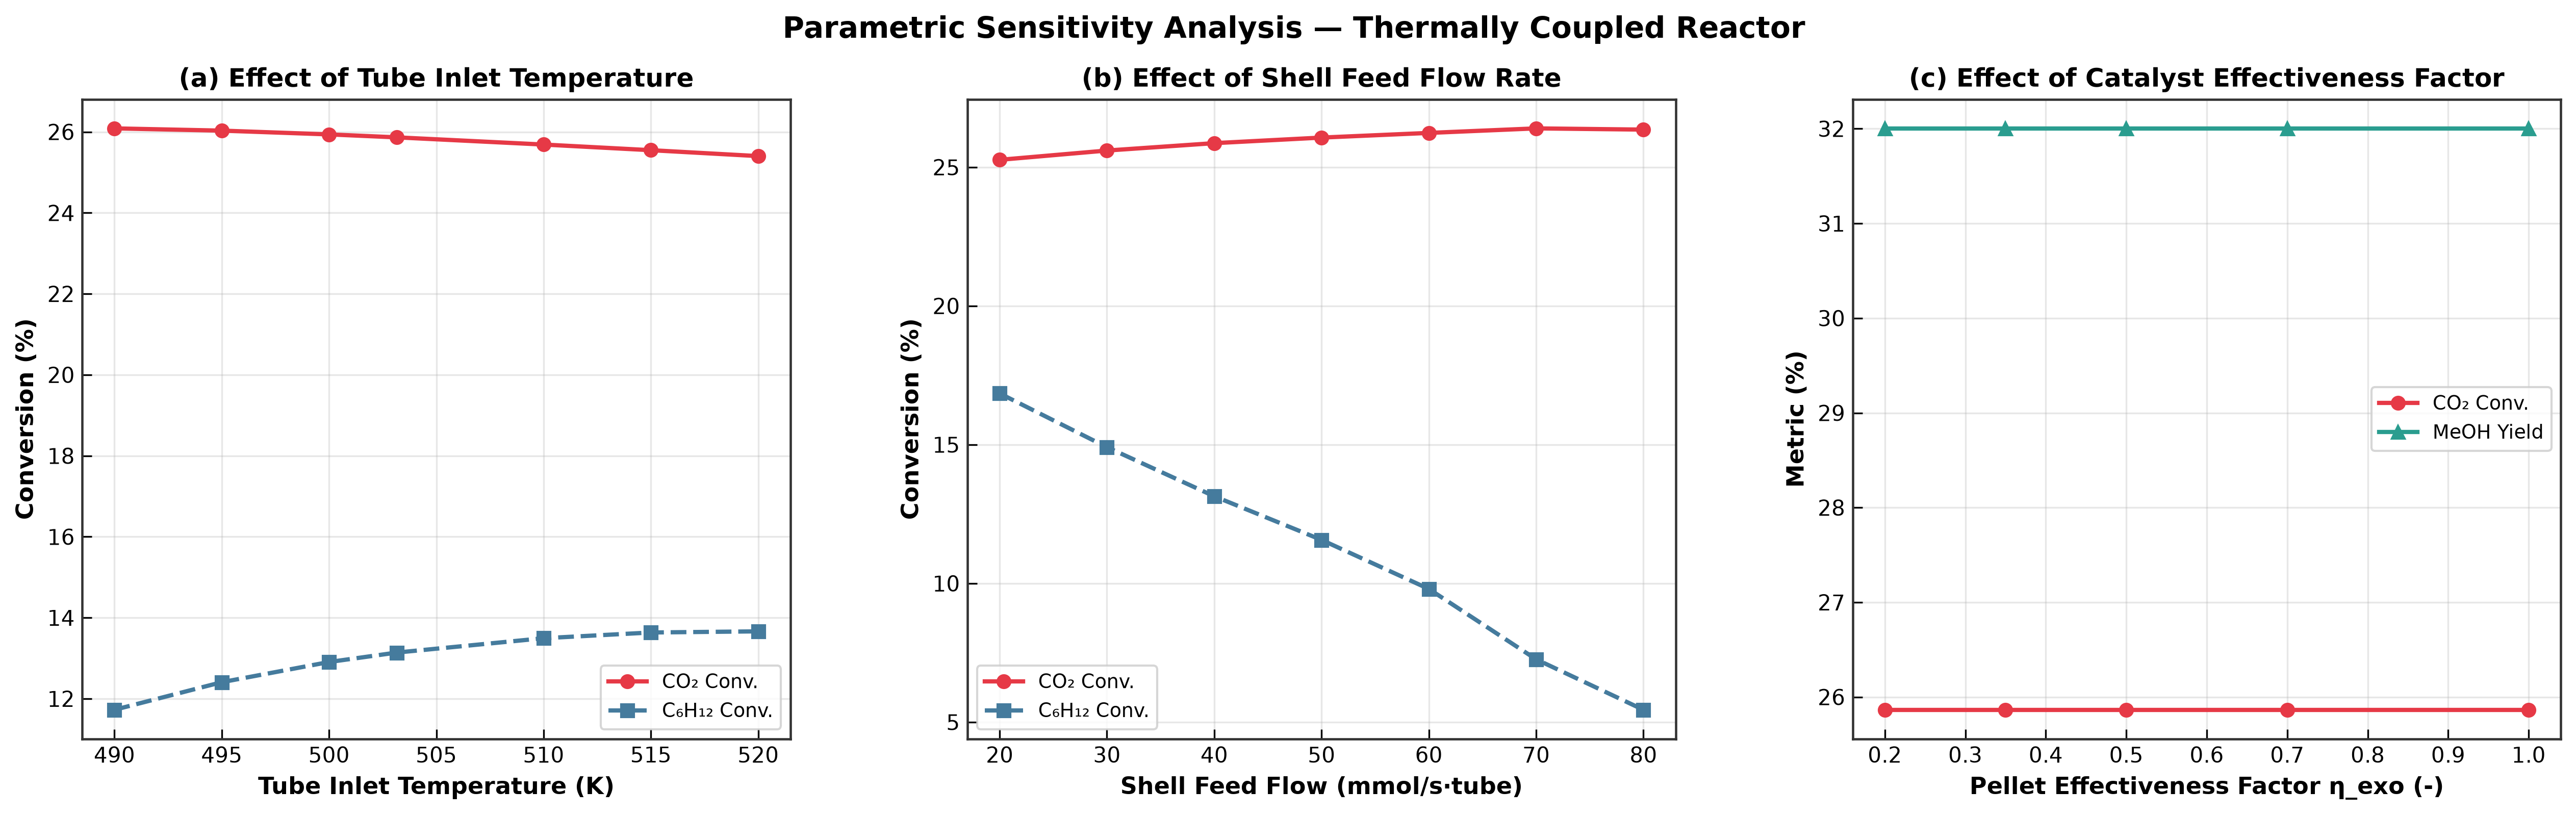 Parametric Sensitivity Analysis — Thermally Coupled Reactor
(a) Effect of Tube Inlet Temperature
Conversion (%)
26
24
22
20
18
16
14
12
490 495 500 505 510 515 520
Tube Inlet Temperature (K)
CO₂ Conv.
C₆H₁₂ Conv.
(b) Effect of Shell Feed Flow Rate
Conversion (%)
25
20
15
10
5
20 30 40 50 60 70 80
Shell Feed Flow (mmol/s·tube)
CO₂ Conv.
C₆H₁₂ Conv.
(c) Effect of Catalyst Effectiveness Factor
Metric (%)
32
31
30
29
28
27
26
0.2 0.3 0.4 0.5 0.6 0.7 0.8 0.9 1.0
Pellet Effectiveness Factor η_exo (-)
CO₂ Conv.
MeOH Yield